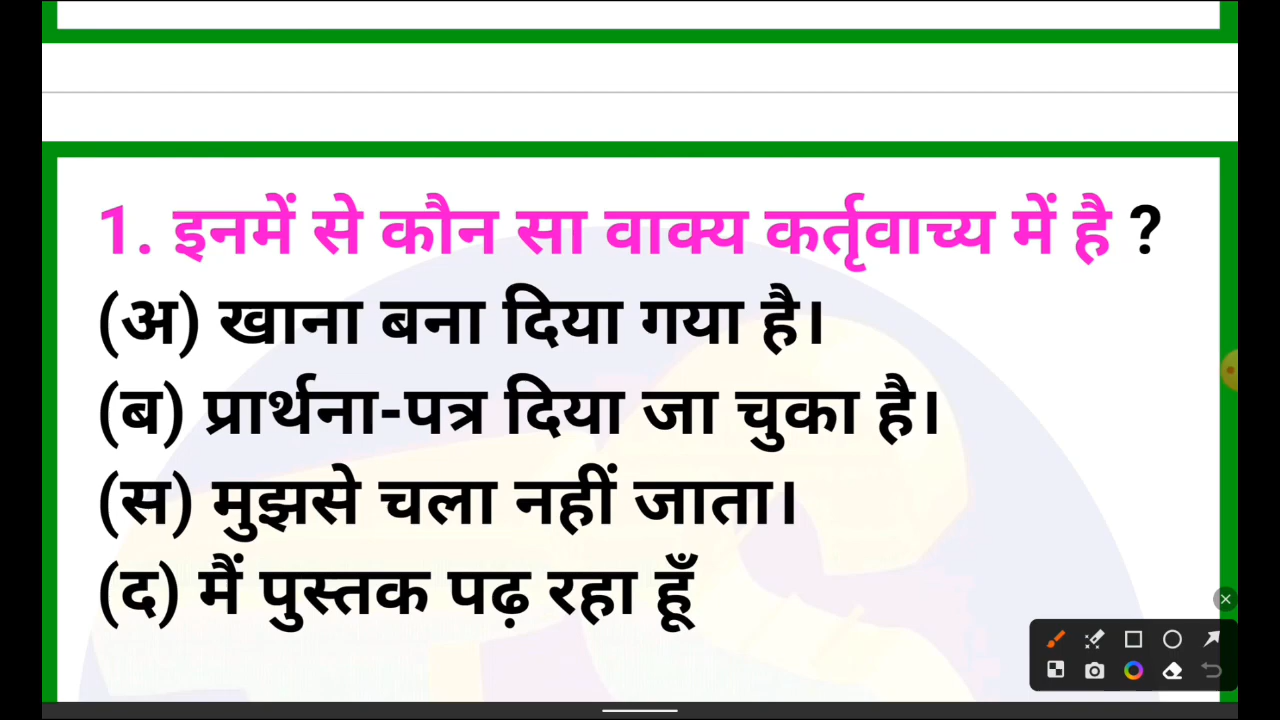 1. इनमें से कौन सा वाक्य कर्तृवाच्य में है ?
(अ) खाना बना दिया गया है।
(ब) प्रार्थना-पत्र दिया जा चुका है।
(स) मुझसे चला नहीं जाता।
(द) मैं पुस्तक पढ़ रहा हूँ